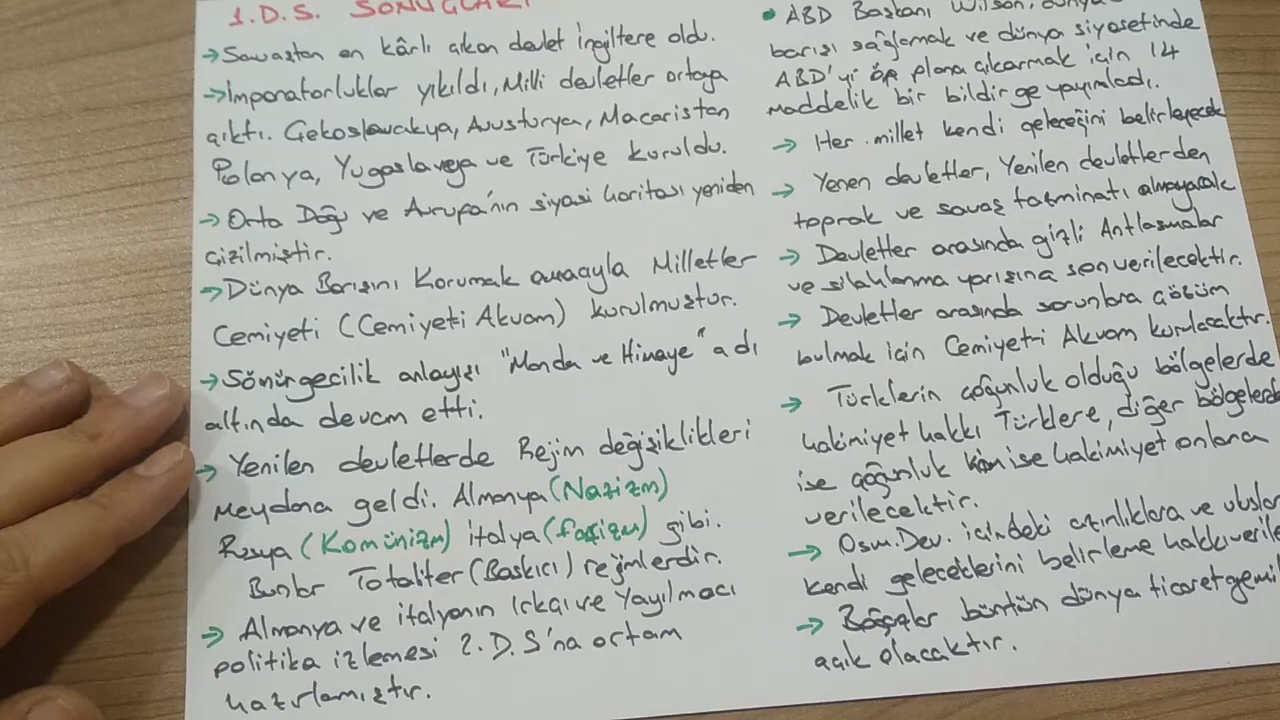 1.D.S. SONUÇLARI
→ Savaştan en kârlı çıkan devlet İngiltere oldu.
→ İmparatorluklar yıkıldı, Milli devletler ortaya
çıktı. Çekoslavakya, Avusturya, Macaristan
Polonya, Yugoslavya ve Türkiye kuruldu.
→ Orta Doğu ve Avrupa'nın siyasi haritası yeniden
çizilmiştir.
→ Dünya Barışını Korumak amacıyla Milletler
Cemiyeti (Cemiyeti Akvam) kurulmuştur.
→ Sömürgecilik anlayışı "Manda ve Himaye" adı
altında devam etti.
→ Yenilen devletlerde Rejim değişiklikleri
meydana geldi. Almanya (Nazizm)
Rusya (Komünizm) İtalya (faşizm) gibi.
Bunlar Totaliter (Baskıcı) rejimlerdir.
→ Almanya ve İtalyanın Irkçı ve Yayılmacı
politika izlemesi 2.D.S'na ortam
hazırlamıştır.
• ABD Başkanı Wilson, dünya
barışı sağlamak ve dünya siyasetinde
ABD'yi ön plana çıkarmak için 14
maddelik bir bildirge yayımladı.
→ Her millet kendi geleceğini belirleyecek
→ Yenen devletler, Yenilen devletlerden
toprak ve savaş tazminatı almayacak
→ Devletler arasında gizli Antlaşmalar
ve silahlanma yarışına son verilecektir.
→ Devletler arasında sorunlara çözüm
bulmak için Cemiyet-i Akvam kurulacaktır.
→ Türklerin çoğunluk olduğu bölgelerde
hakimiyet hakkı Türklere, diğer bölgelerde
ise çoğunluk kim ise hakimiyet onlara
verilecektir.
→ Osm. Dev. içindeki azınlıklara ve uluslar
kendi geleceklerini belirleme hakkı verile
→ Boğazlar bütün dünya ticaret gemil
açık olacaktır.